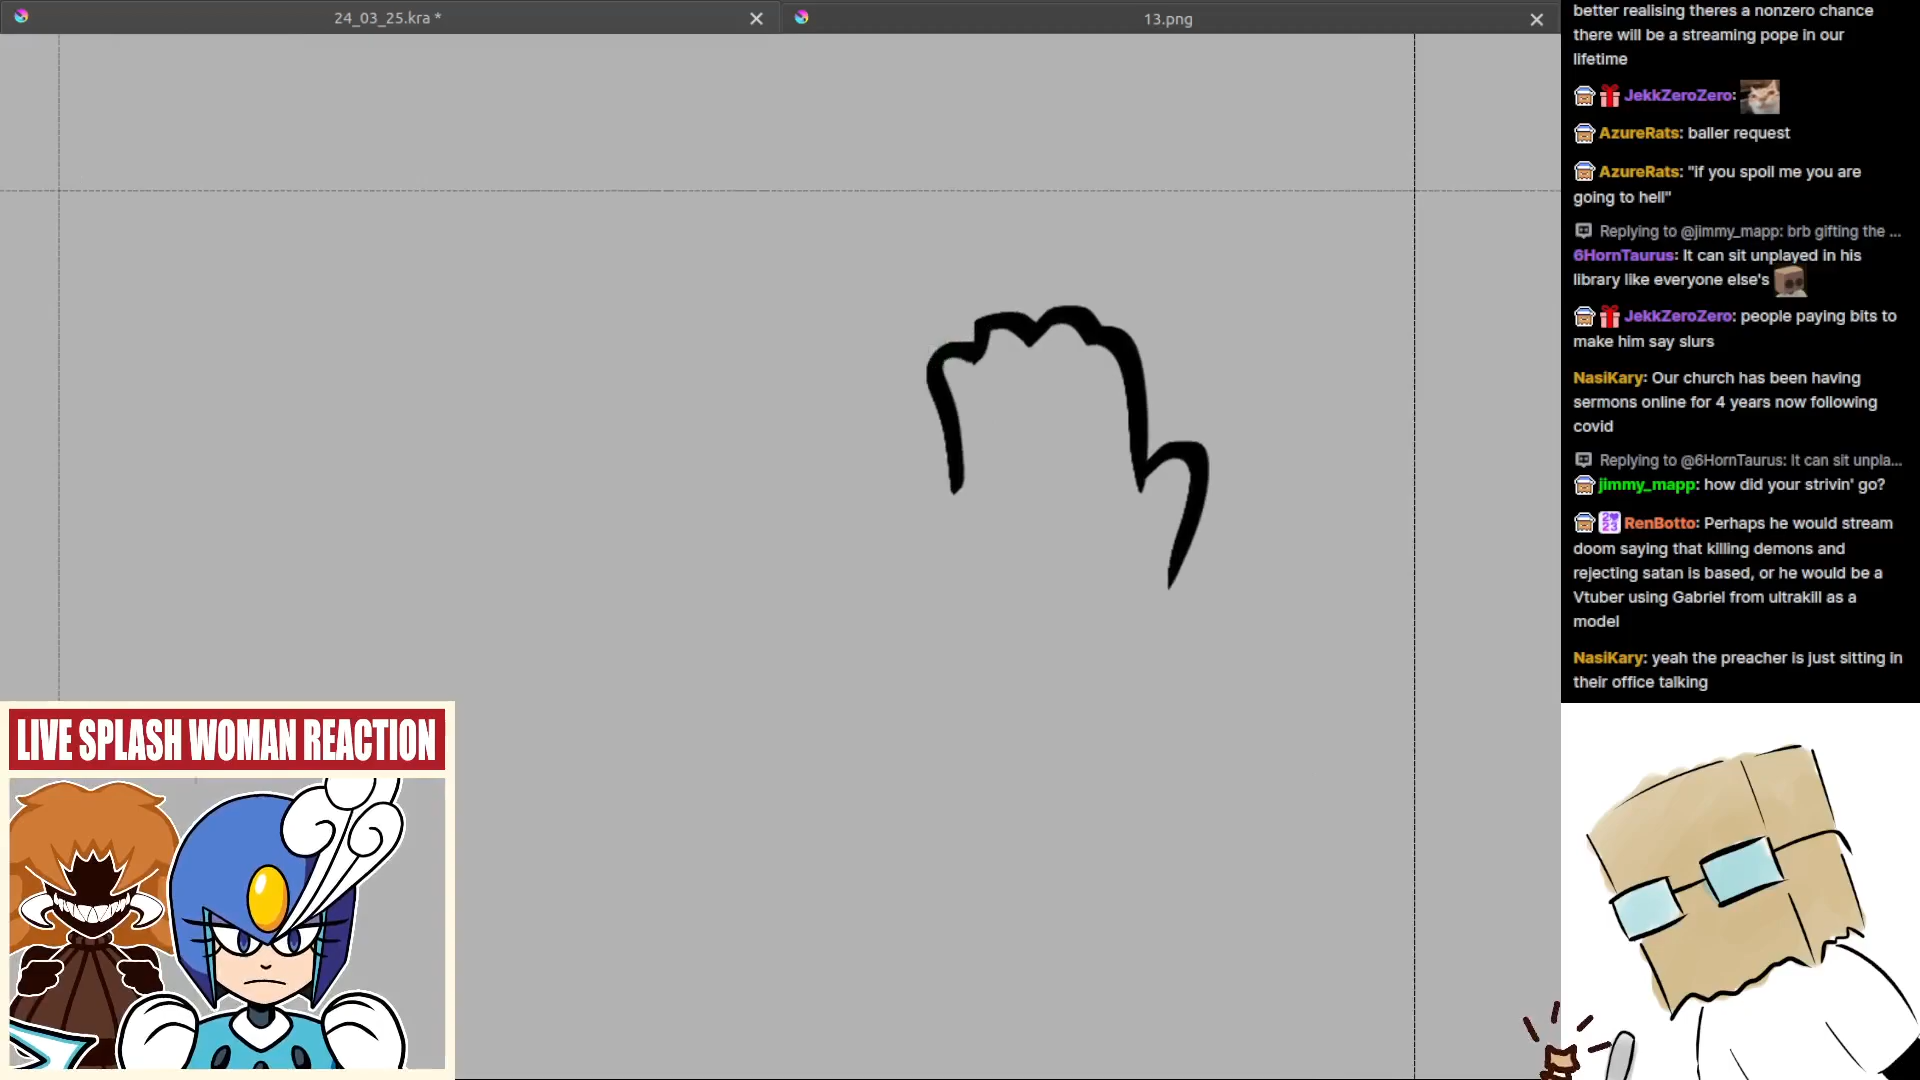 24_03_25.kra *
13.png
better realising theres a nonzero chance
there will be a streaming pope in our
lifetime
JekkZeroZero:
AzureRats: baller request
AzureRats: "if you spoil me you are
going to hell"
Replying to @jimmy_mapp: brb gifting the ...
6HornTaurus: It can sit unplayed in his
library like everyone else's
JekkZeroZero: people paying bits to
make him say slurs
NasiKary: Our church has been having
sermons online for 4 years now following
covid
Replying to @6HornTaurus: It can sit unpla...
jimmy_mapp: how did your strivin' go?
RenBotto: Perhaps he would stream
doom saying that killing demons and
rejecting satan is based, or he would be a
Vtuber using Gabriel from ultrakill as a
model
NasiKary: yeah the preacher is just sitting in
their office talking
LIVE SPLASH WOMAN REACTION